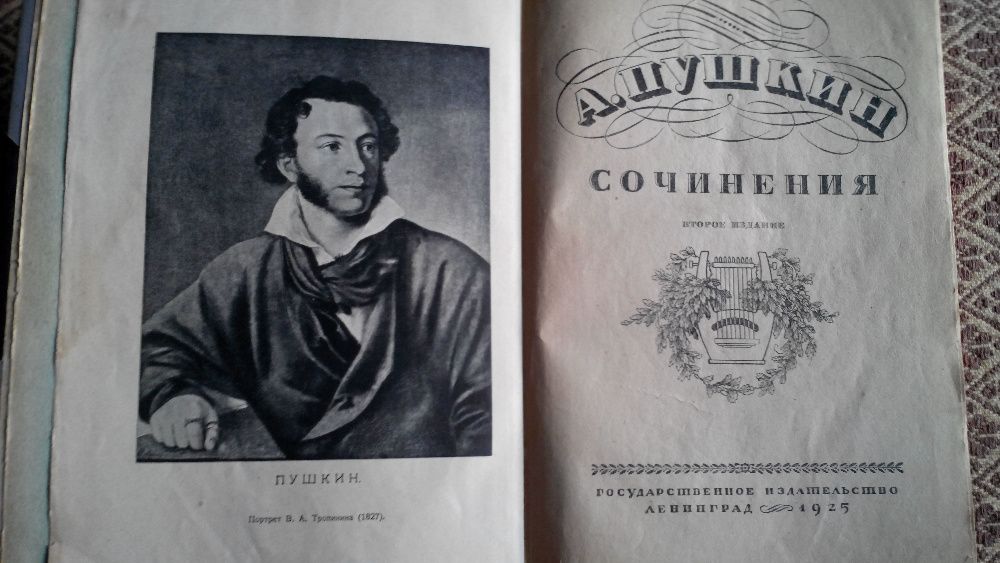 ПУШКИН.
Портрет В. А. Тропинина (1827).
А. ПУШКИН
СОЧИНЕНИЯ
ВТОРОЕ ИЗДАНИЕ
ГОСУДАРСТВЕННОЕ ИЗДАТЕЛЬСТВО
ЛЕНИНГРАД 1925